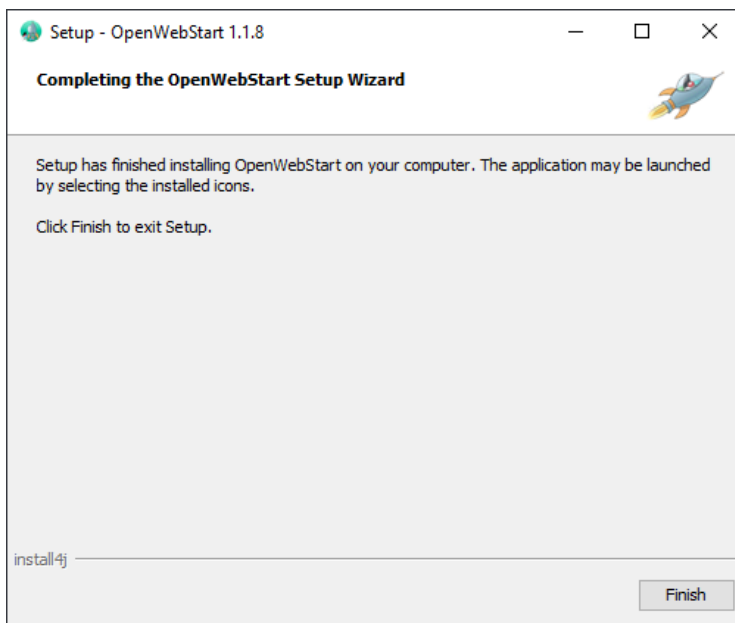 Setup - OpenWebStart 1.1.8
Completing the OpenWebStart Setup Wizard
Setup has finished installing OpenWebStart on your computer. The application may be launched
by selecting the installed icons.
Click Finish to exit Setup.
install4j
Finish